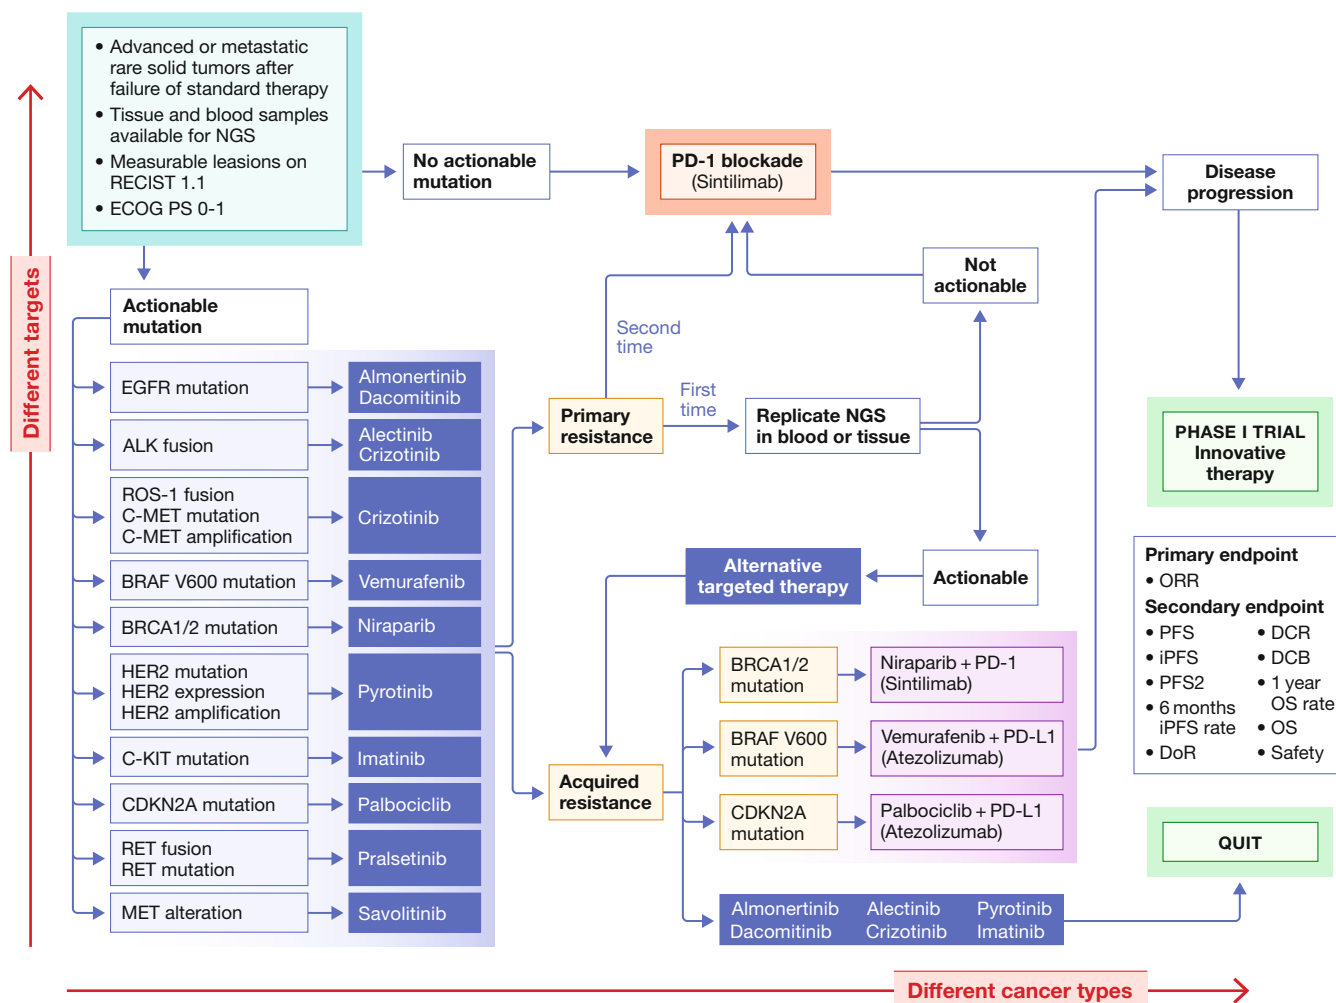 • Advanced or metastatic
rare solid tumors after
failure of standard therapy
• Tissue and blood samples
available for NGS
• Measurable leasions on
RECIST 1.1
• ECOG PS 0-1
No actionable
mutation
PD-1 blockade
(Sintilimab)
Disease
progression
Not
actionable
Different targets
Actionable
mutation
Second
time
First
time
EGFR mutation
Almonertinib
Dacomitinib
ALK fusion
Alectinib
Crizotinib
ROS-1 fusion
C-MET mutation
C-MET amplification
Crizotinib
BRAF V600 mutation
Vemurafenib
BRCA1/2 mutation
Niraparib
HER2 mutation
HER2 expression
HER2 amplification
Pyrotinib
C-KIT mutation
Imatinib
CDKN2A mutation
Palbociclib
RET fusion
RET mutation
Pralsetinib
MET alteration
Savolitinib
Primary
resistance
Replicate NGS
in blood or tissue
PHASE I TRIAL
Innovative
therapy
Alternative
targeted therapy
Actionable
Acquired
resistance
BRCA1/2
mutation
Niraparib + PD-1
(Sintilimab)
BRAF V600
mutation
Vemurafenib + PD-L1
(Atezolizumab)
CDKN2A
mutation
Palbociclib + PD-L1
(Atezolizumab)
Almonertinib
Dacomitinib
Alectinib
Crizotinib
Pyrotinib
Imatinib
Primary endpoint
• ORR
Secondary endpoint
• PFS
• iPFS
• PFS2
• 6 months
iPFS rate
• DoR
• DCR
• DCB
• 1 year
OS rate
• OS
• Safety
QUIT
Different cancer types